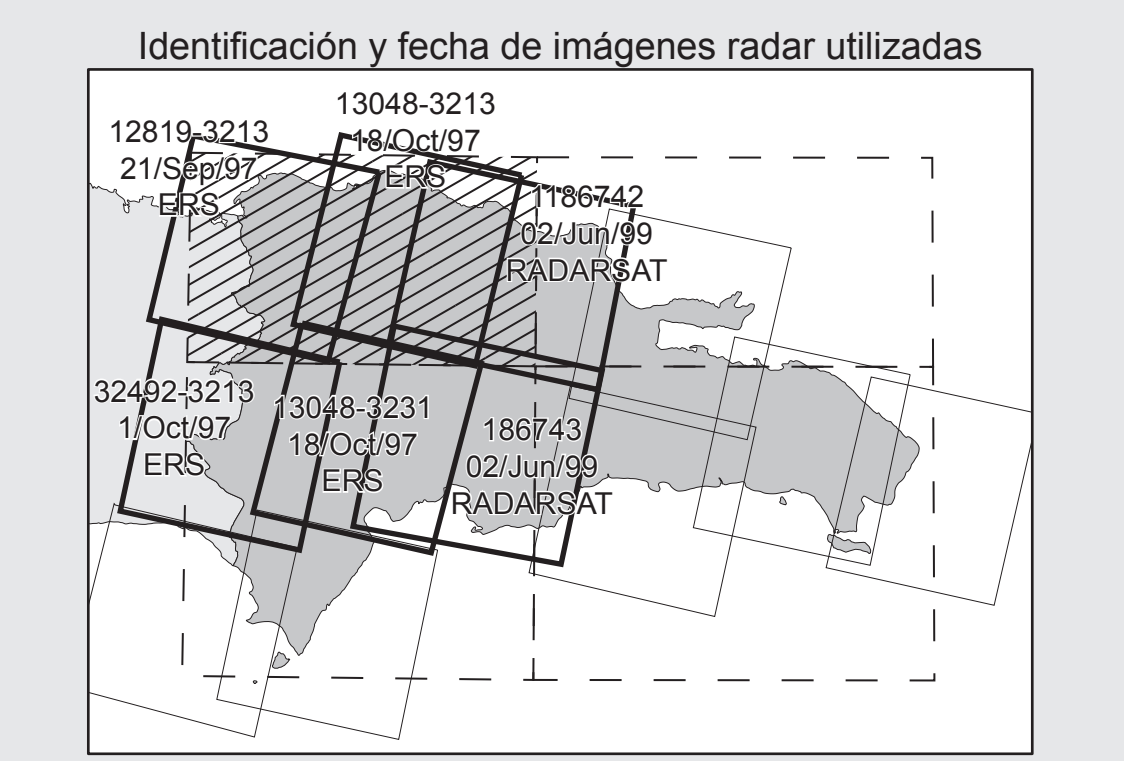 Identificación y fecha de imágenes radar utilizadas
12819-3213
21/Sep/97
ERS
13048-3213
18/Oct/97
ERS
1186742
02/Jun/99
RADARSAT
32492-3213
1/Oct/97
ERS
13048-3231
18/Oct/97
ERS
186743
02/Jun/99
RADARSAT